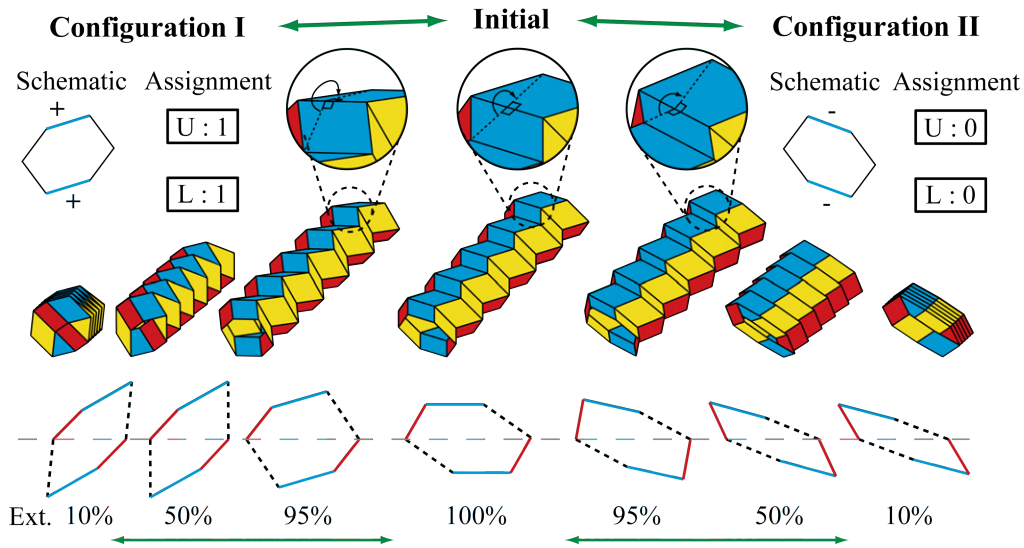 Configuration I
Initial
Configuration II
Schematic
Assignment
+
+
U : 1
L : 1
Schematic
Assignment
-
-
U : 0
L : 0
Ext. 10% 50% 95% 100% 95% 50% 10%